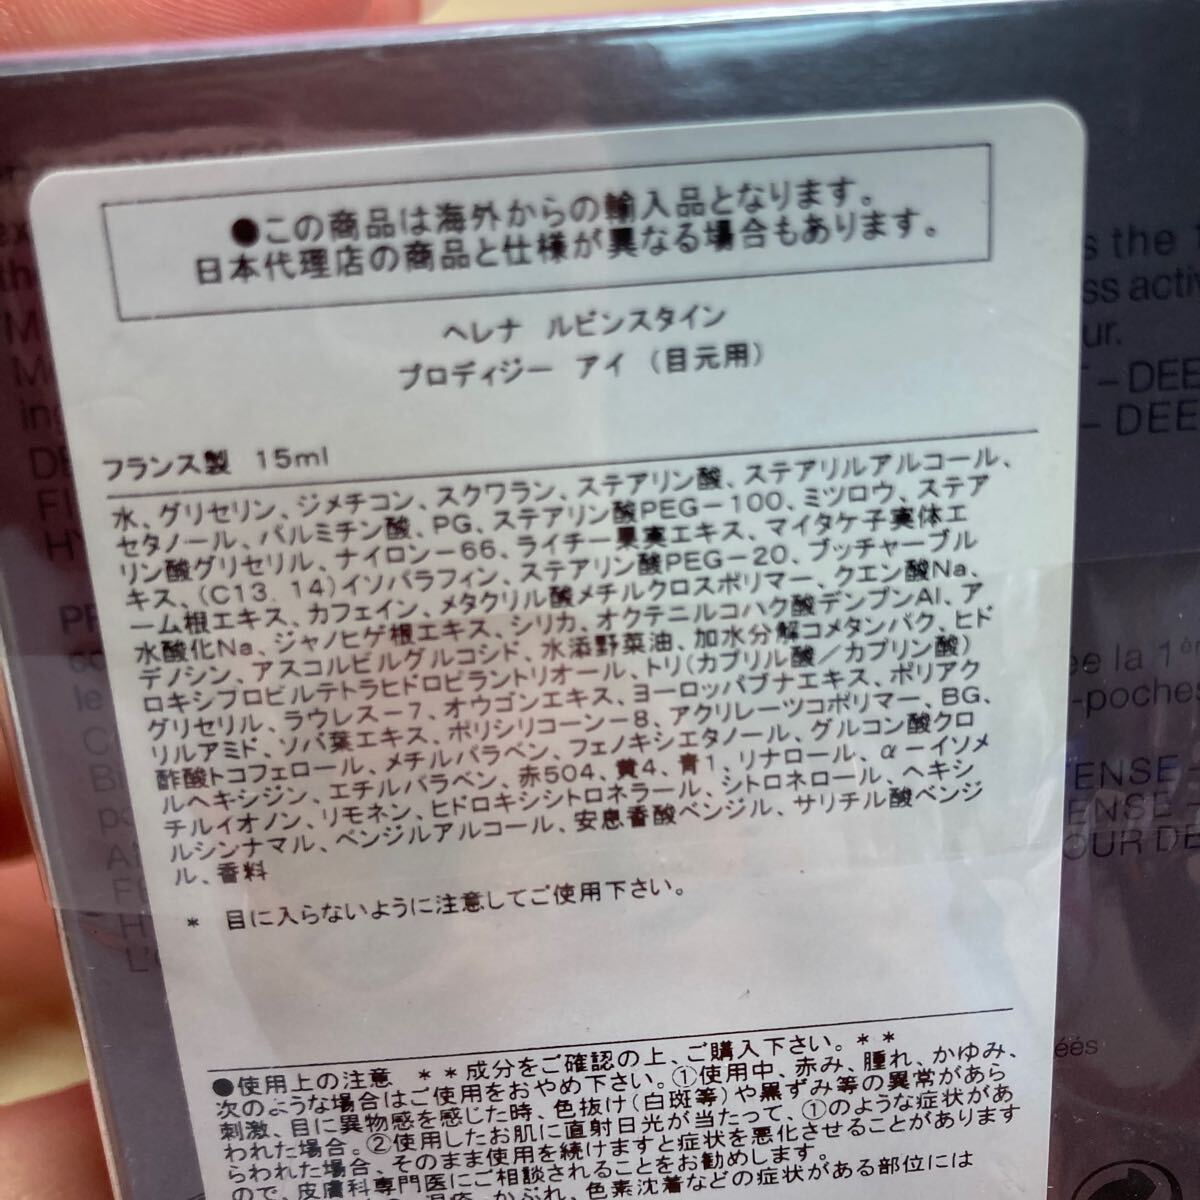 ●この商品は海外からの輸入品となります。
日本代理店の商品と仕様が異なる場合もあります。
ヘレナ ルビンスタイン
プロディジー アイ (目元用)
フランス製 15ml
水、グリセリン、ジメチコン、スクワラン、ステアリン酸、ステアリルアルコール、
セタノール、パルミチン酸、PG、ステアリン酸PEG-100、ミツロウ、ステア
リン酸グリセリル、ナイロン-66、ライチー果実エキス、マイタケ子実体エ
キス、(C13, 14)イソパラフィン、ステアリン酸PEG-20、ブッチャーブル
ーム根エキス、カフェイン、メタクリル酸メチルクロスポリマー、クエン酸Na、
水酸化Na、ジャノヒゲ根エキス、シリカ、オクテニルコハク酸デンプンAl、ア
デノシン、アスコルビルグルコシド、水添野菜油、加水分解コメタンパク、ヒド
ロキシプロピルテトラヒドロピラントリオール、トリ(カプリル酸/カプリン酸)
グリセリル、ラウレス-7、オウゴンエキス、ヨーロッパブナエキス、ポリアク
リルアミド、ソバ葉エキス、ポリシリコーン-8、アクリレーツコポリマー、BG、
酢酸トコフェロール、メチルパラベン、フェノキシエタノール、グルコン酸クロ
ルヘキシジン、エチルパラベン、赤504、黄4、青1、リナロール、α-イソメ
チルイオノン、リモネン、ヒドロキシシトロネラール、シトロネロール、ヘキシ
ルシンナマル、ベンジルアルコール、安息香酸ベンジル、サリチル酸ベンジ
ル、香料
* 目に入らないように注意してご使用下さい。
●使用上の注意 **成分をご確認の上、ご購入下さい。**
次のような場合はご使用をおやめ下さい。①使用中、赤み、腫れ、かゆみ、
刺激、目に異物感を感じた時、色抜け(白斑等)や黒ずみ等の異常があら
われた場合。②使用したお肌に直射日光が当たって、①のような症状があ
らわれた場合、そのまま使用を続けますと症状を悪化させることがあります
ので、皮膚科専門医にご相談されることをお勧めします。
かぶれ、色素沈着などの症状がある部位には
s the
ss activ
ur.
- DEE
- DEE
ée la 1ér
-poches
ENSE -
ENSE -
OUR DE
éés